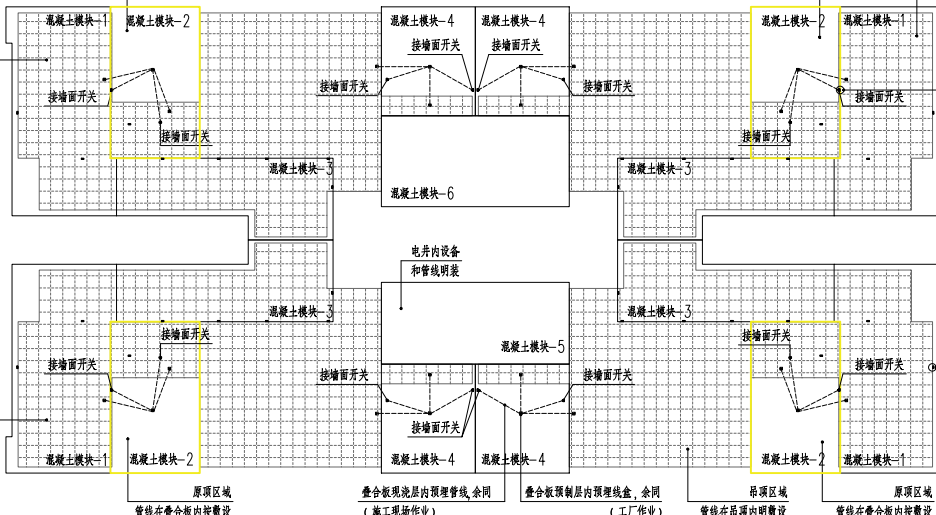 混凝土模块-1
混凝土模块-2
混凝土模块-4
混凝土模块-4
混凝土模块-2
混凝土模块-1
接墙面开关
接墙面开关
接墙面开关
接墙面开关
接墙面开关
接墙面开关
接墙面开关
接墙面开关
接墙面开关
混凝土模块-3
混凝土模块-3
混凝土模块-6
电井内设备
和管线明装
混凝土模块-3
混凝土模块-3
接墙面开关
接墙面开关
混凝土模块-5
接墙面开关
接墙面开关
接墙面开关
接墙面开关
接墙面开关
混凝土模块-1
混凝土模块-2
混凝土模块-4
混凝土模块-4
混凝土模块-2
混凝土模块-1
原顶区域
管线在叠合板内按敷设
叠合板现浇层内预埋管线,余同
(施工现场作业)
叠合板预制层内预埋线盒,余同
(工厂作业)
吊顶区域
管线在吊顶内明敷设
原顶区域
管线在叠合板内按敷设